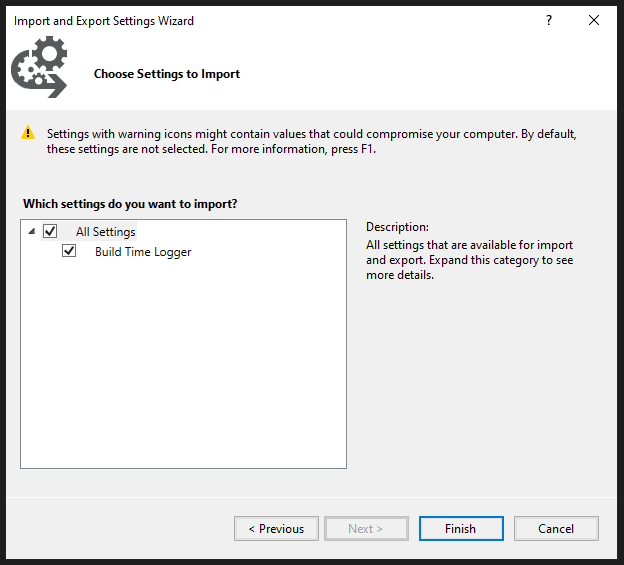 Import and Export Settings Wizard
?
Choose Settings to Import
Settings with warning icons might contain values that could compromise your computer. By default,
these settings are not selected. For more information, press F1.
Which settings do you want to import?
All Settings
Build Time Logger
Description:
All settings that are available for import
and export. Expand this category to see
more details.
< Previous
Next >
Finish
Cancel